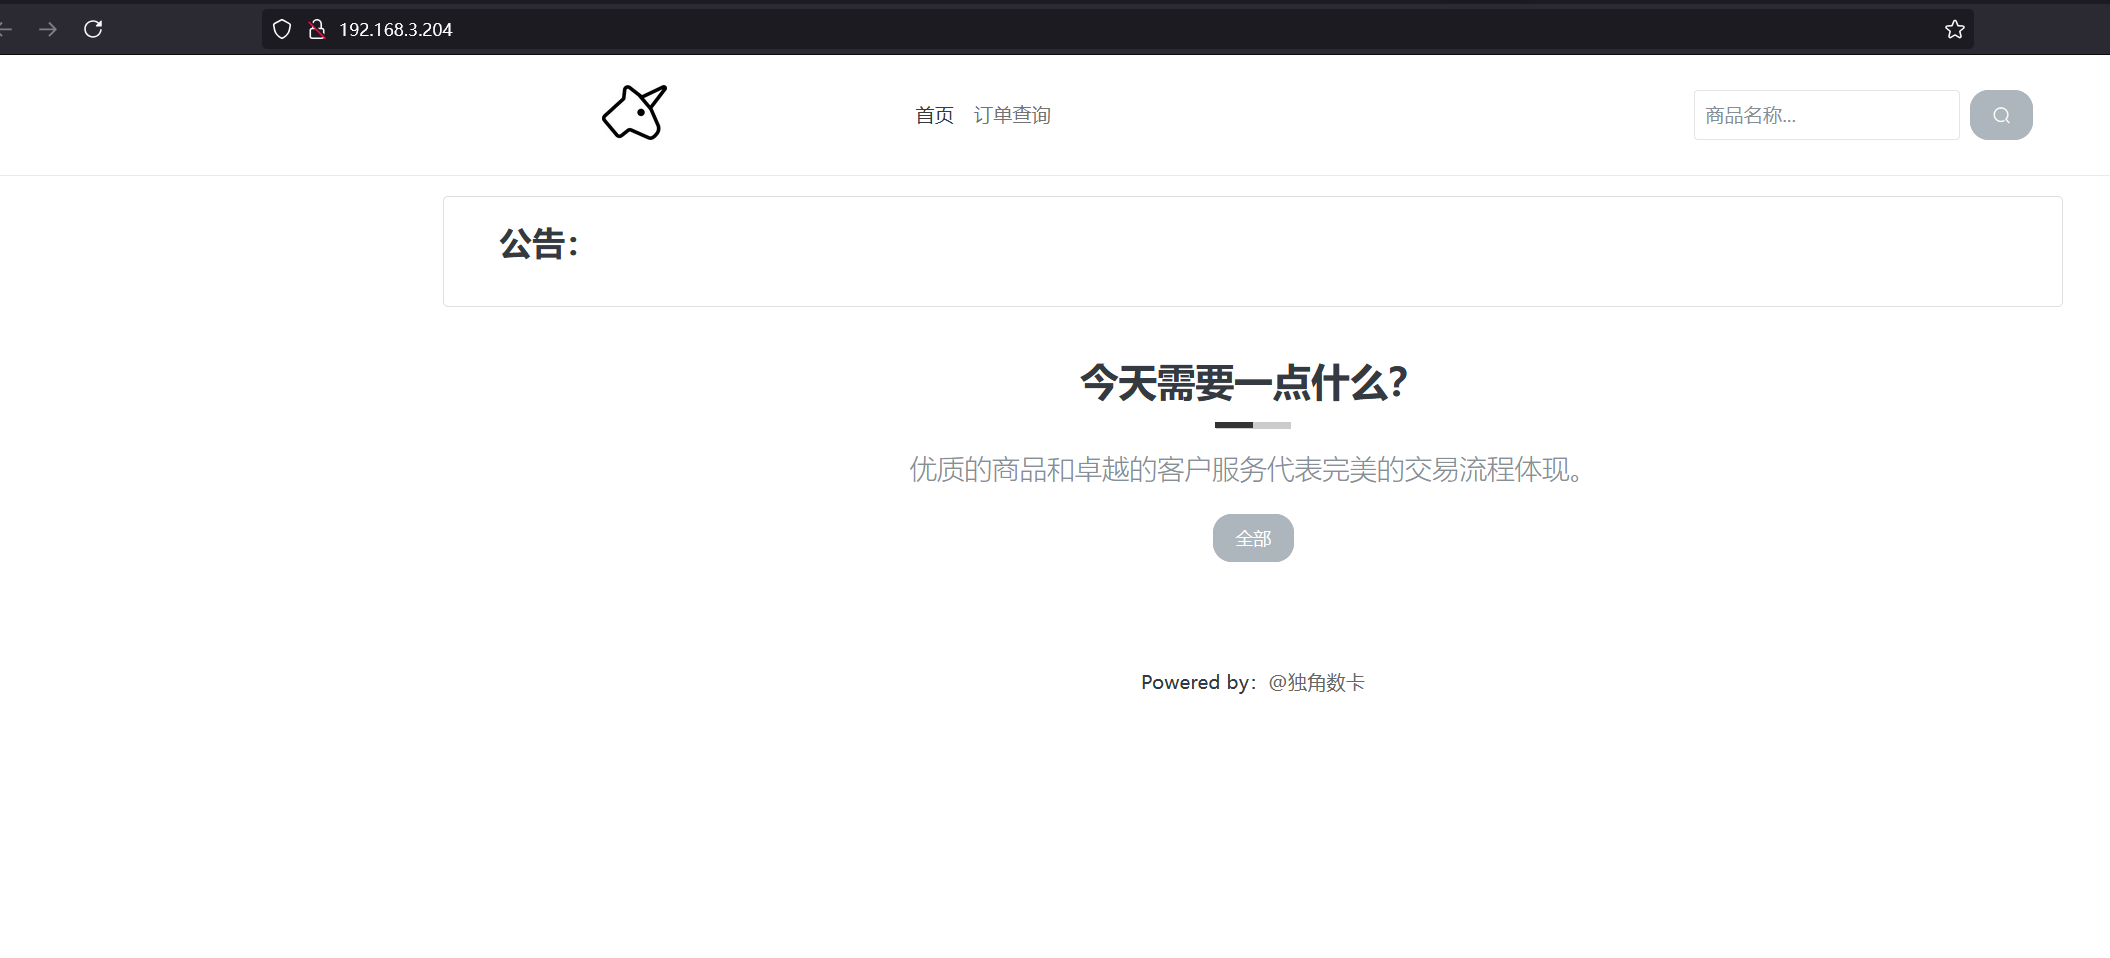 192.168.3.204
首页 订单查询 商品名称...
公告：
今天需要一点什么?
优质的商品和卓越的客户服务代表完美的交易流程体现。
全部
Powered by：@独角数卡